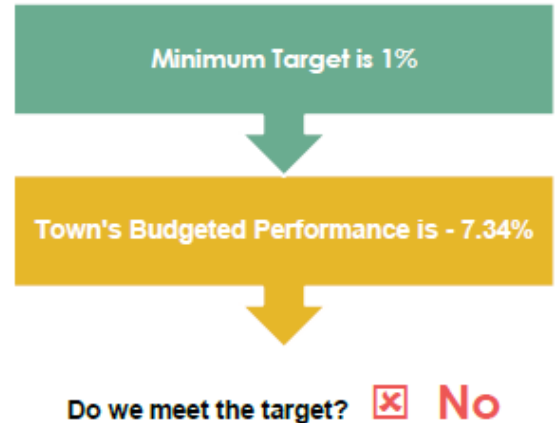 Minimum Target is 1%
Town's Budgeted Performance is - 7.34%
Do we meet the target? ☒ No